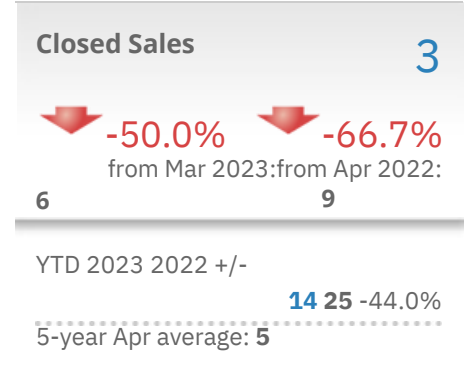 Closed Sales 3
-50.0% -66.7%
from Mar 2023:from Apr 2022:
6 9
YTD 2023 2022 +/-
14 25 -44.0%
5-year Apr average: 5